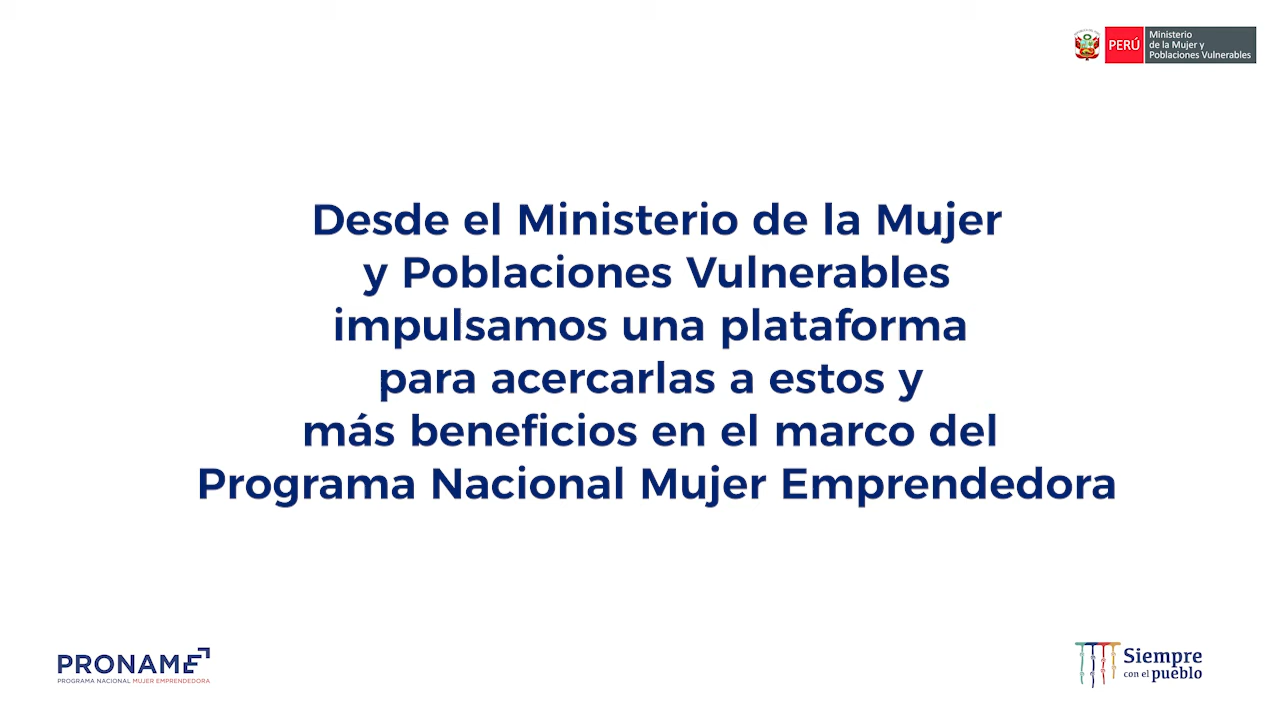 PERÚ
Ministerio
de la Mujer y
Poblaciones Vulnerables
Desde el Ministerio de la Mujer
y Poblaciones Vulnerables
impulsamos una plataforma
para acercarlas a estos y
más beneficios en el marco del
Programa Nacional Mujer Emprendedora
PRONAME
PROGRAMA NACIONAL MUJER EMPRENDEDORA
Siempre
con el pueblo